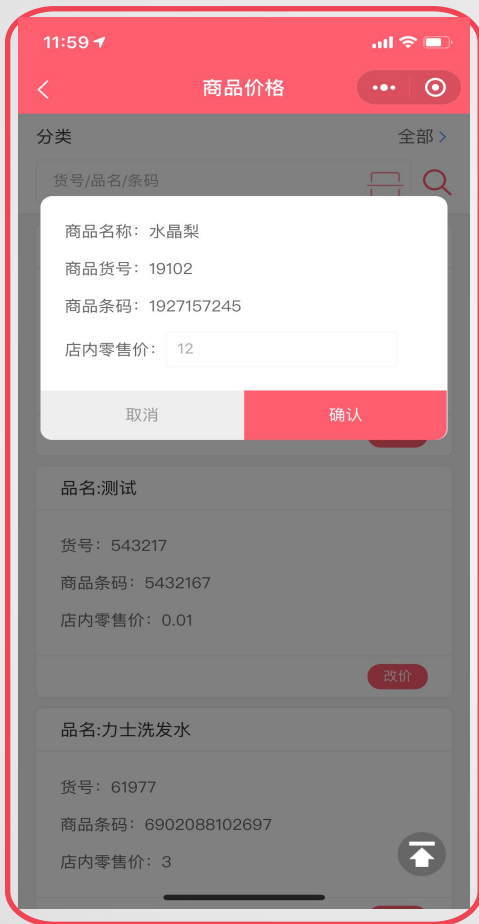 11:59
商品价格
分类
全部
货号/品名/条码
商品名称：水晶梨
商品货号：19102
商品条码：1927157245
店内零售价：
12
取消
确认
品名:测试
货号：543217
商品条码：5432167
店内零售价：0.01
改价
品名:力士洗发水
货号：61977
商品条码：6902088102697
店内零售价：3